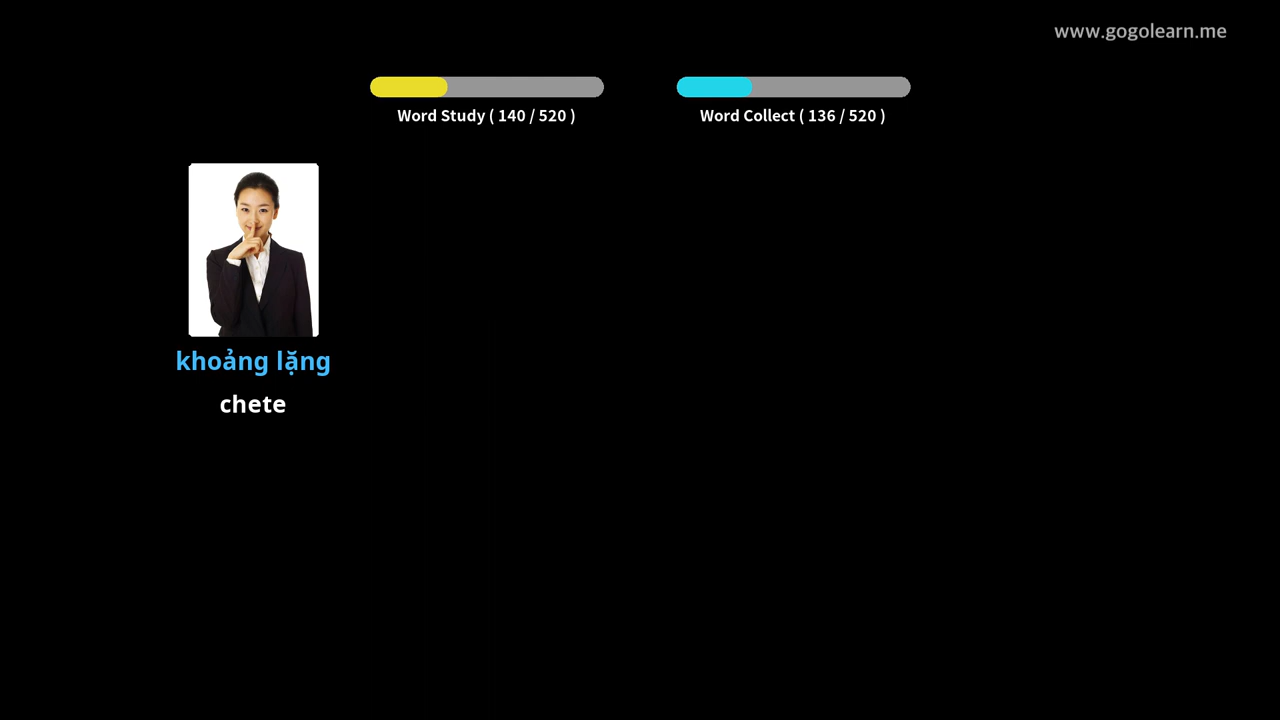 www.gogolearn.me
Word Study ( 140 / 520 )
Word Collect ( 136 / 520 )
khoảng lặng
chete